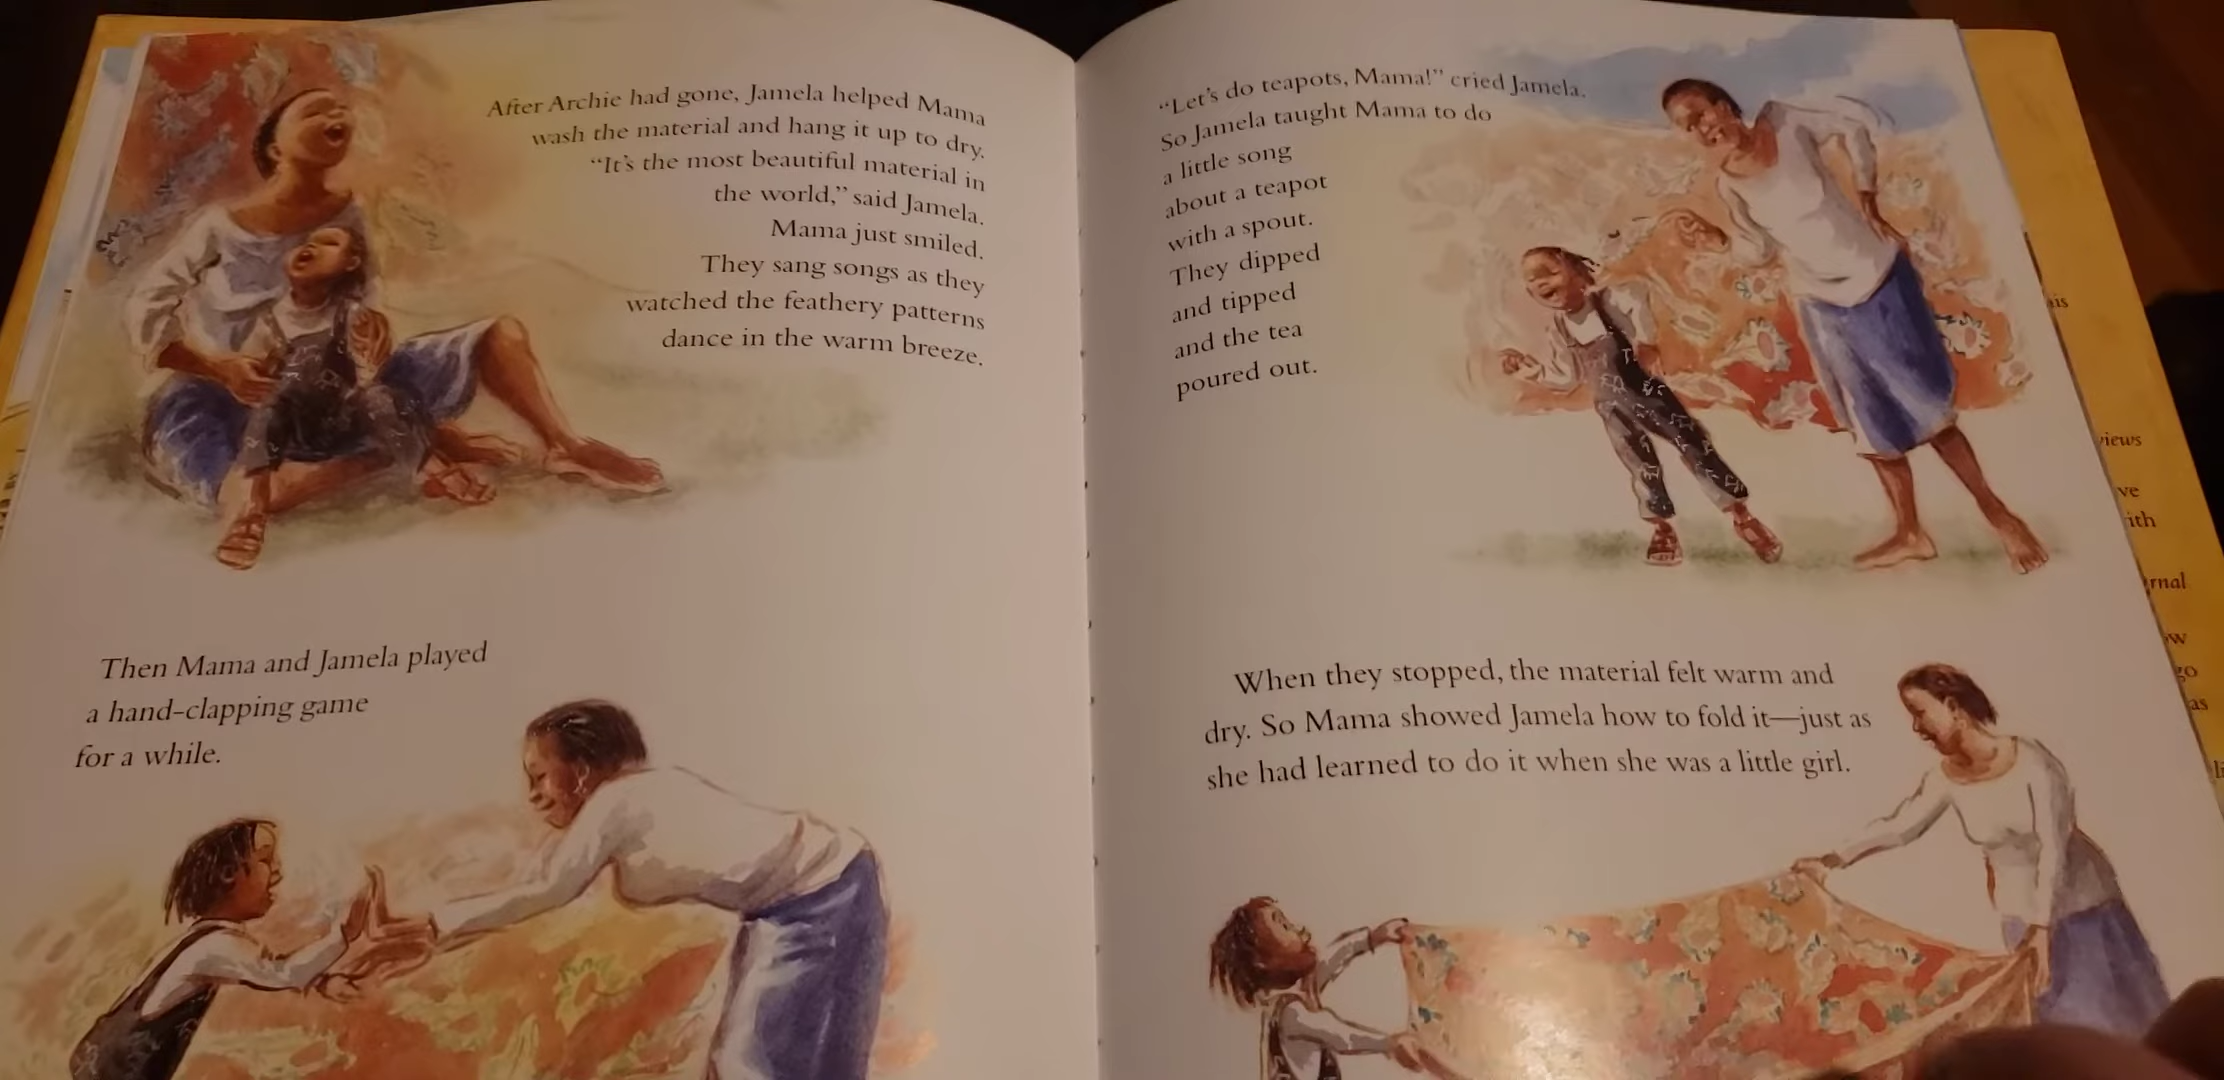 After Archie had gone, Jamela helped Mama
wash the material and hang it up to dry.
“It’s the most beautiful material in
the world,” said Jamela.
Mama just smiled.
They sang songs as they
watched the feathery patterns
dance in the warm breeze.
Then Mama and Jamela played
a hand-clapping game
for a while.
“Let’s do teapots, Mama!” cried Jamela.
So Jamela taught Mama to do
a little song
about a teapot
with a spout.
They dipped
and tipped
and the tea
poured out.
When they stopped, the material felt warm and
dry. So Mama showed Jamela how to fold it—just as
she had learned to do it when she was a little girl.